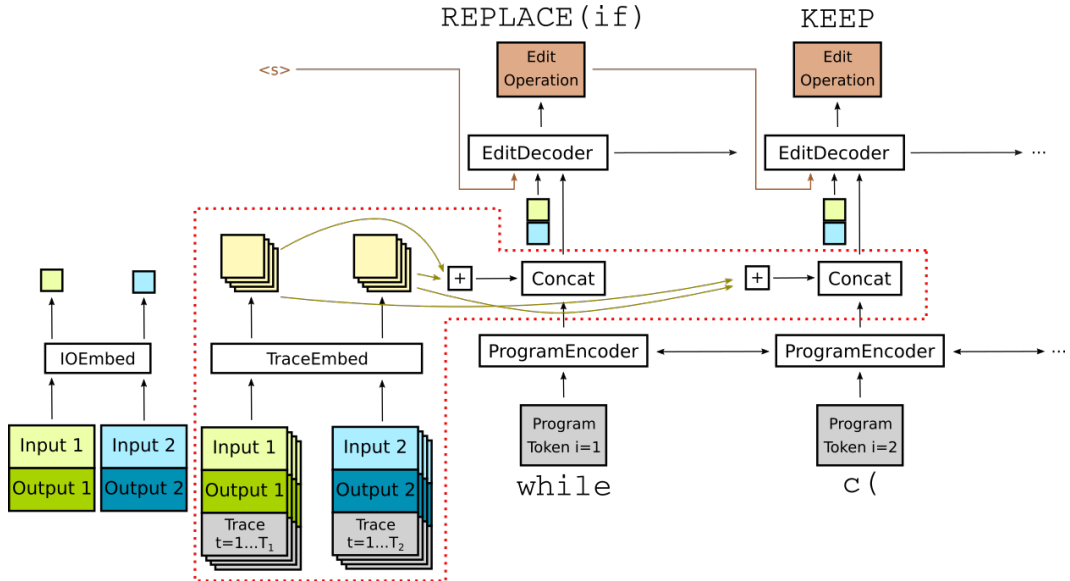 REPLACE(if)
KEEP
Edit
Operation
Edit
Operation
<s>
EditDecoder
EditDecoder
...
+
Concat
+
Concat
IOEmbed
TraceEmbed
ProgramEncoder
ProgramEncoder
...
Input 1
Input 2
Output 1
Output 2
Input 1
Output 1
Trace
t=1...T₁
Input 2
Output 2
Trace
t=1...T₂
Program
Token i=1
Program
Token i=2
while
c(